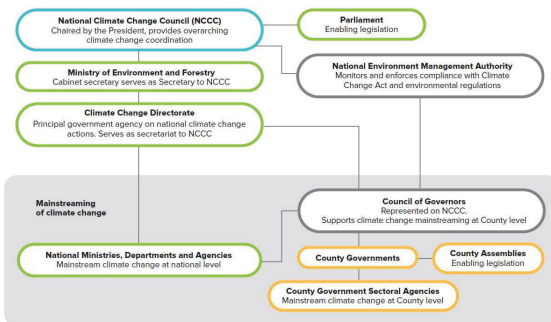 National Climate Change Council (NCCC)
Chaired by the President, provides overarching
climate change coordination
Parliament
Enabling legislation
Ministry of Environment and Forestry
Cabinet secretary serves as Secretary to NCCC
National Environment Management Authority
Monitors and enforces compliance with Climate
Change Act and environmental regulations
Climate Change Directorate
Principal government agency on national climate change
actions. Serves as secretariat to NCCC
Mainstreaming
of climate change
Council of Governors
Represented on NCCC.
Supports climate change mainstreaming at County level
National Ministries, Departments and Agencies
Mainstream climate change at national level
County Governments
County Assemblies
Enabling legislation
County Government Sectoral Agencies
Mainstream climate change at County level